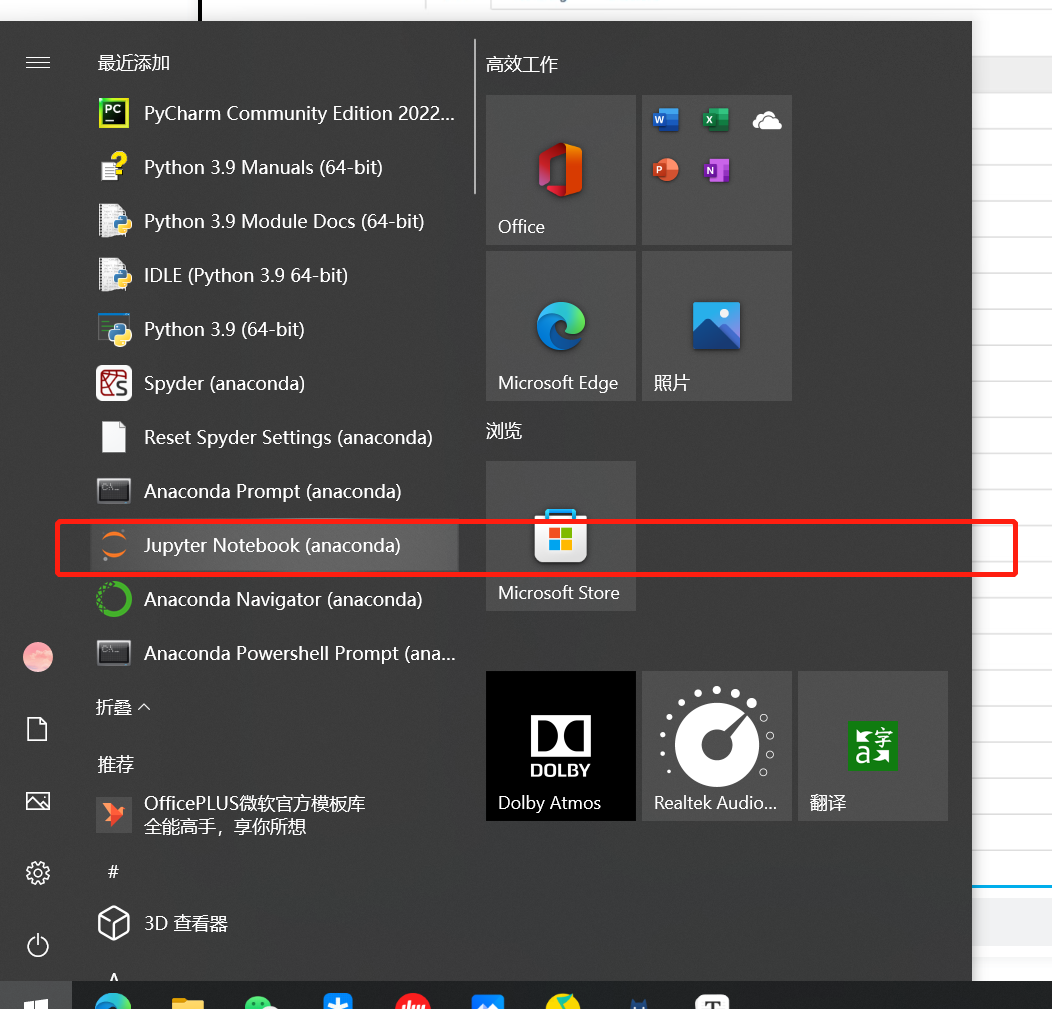 最近添加
PyCharm Community Edition 2022...
Python 3.9 Manuals (64-bit)
Python 3.9 Module Docs (64-bit)
IDLE (Python 3.9 64-bit)
Python 3.9 (64-bit)
Spyder (anaconda)
Reset Spyder Settings (anaconda)
Anaconda Prompt (anaconda)
Jupyter Notebook (anaconda)
Anaconda Navigator (anaconda)
Anaconda Powershell Prompt (ana...
折叠
推荐
OfficePLUS微软官方模板库
全能高手，享你所想
#
3D 查看器
A
高效工作
Office
Microsoft Edge
照片
浏览
Microsoft Store
DOLBY
Dolby Atmos
Realtek Audio...
翻译